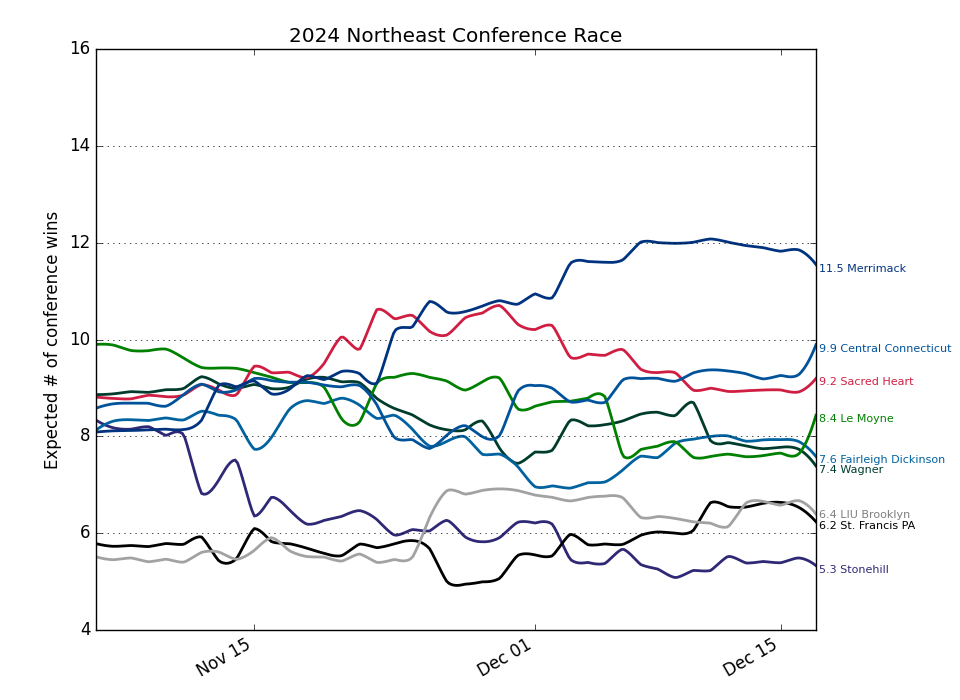 2024 Northeast Conference Race
Expected # of conference wins
16
14
12
10
8
6
4
11.5 Merrimack
9.9 Central Connecticut
9.2 Sacred Heart
8.4 Le Moyne
7.6 Fairleigh Dickinson
7.4 Wagner
6.4 LIU Brooklyn
6.2 St. Francis PA
5.3 Stonehill
Nov 15
Dec 01
Dec 15